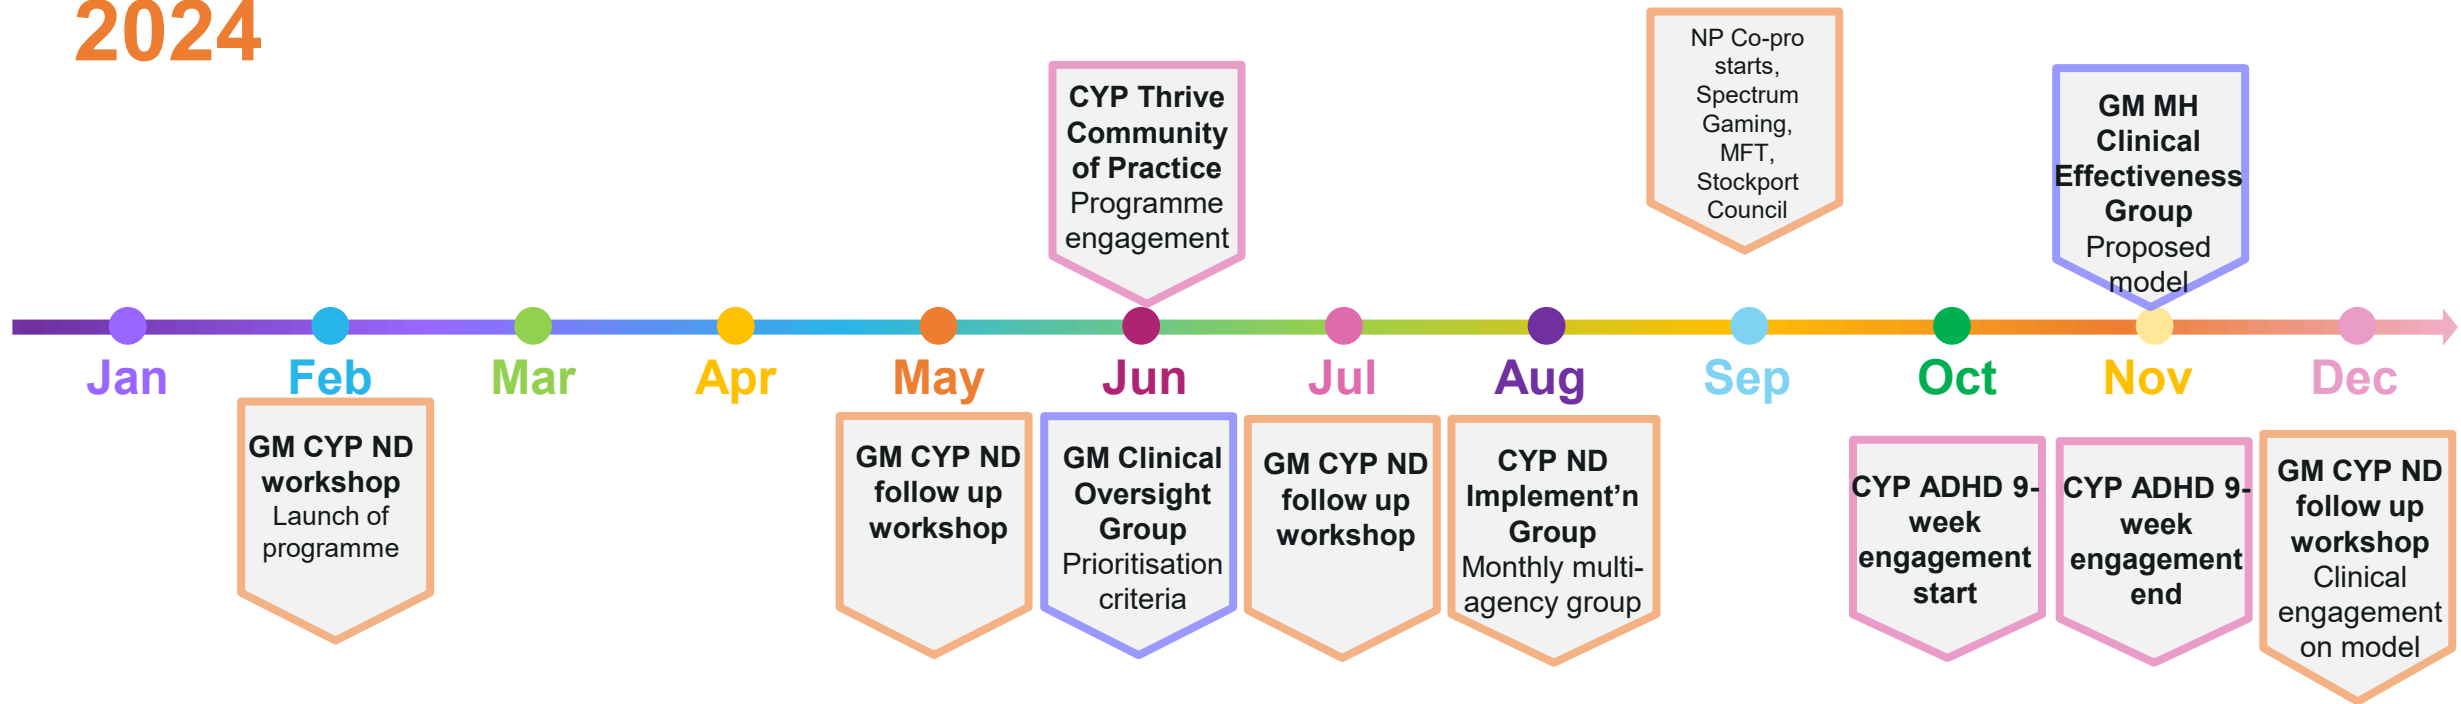 2024
CYP Thrive
Community
of Practice
Programme
engagement
NP Co-pro
starts,
Spectrum
Gaming,
MFT,
Stockport
Council
GM MH
Clinical
Effectiveness
Group
Proposed
model
Jan
Feb
Mar
Apr
May
Jun
Jul
Aug
Sep
Oct
Nov
Dec
GM CYP ND
workshop
Launch of
programme
GM CYP ND
follow up
workshop
GM Clinical
Oversight
Group
Prioritisation
criteria
GM CYP ND
follow up
workshop
CYP ND
Implement’n
Group
Monthly multi-
agency group
CYP ADHD 9-
week
engagement
start
CYP ADHD 9-
week
engagement
end
GM CYP ND
follow up
workshop
Clinical
engagement
on model